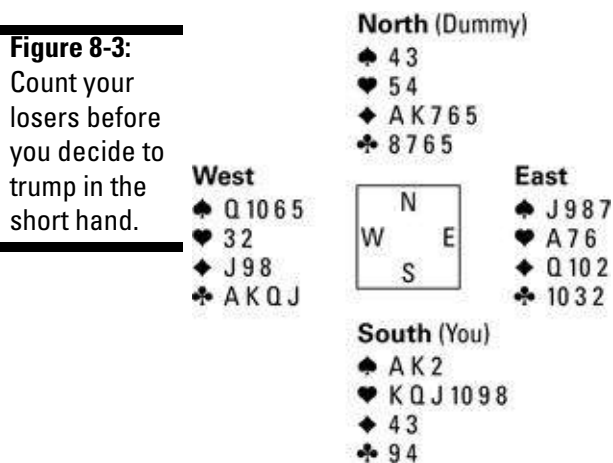 Figure 8-3:
Count your
losers before
you decide to
trump in the
short hand.
North (Dummy)
♠ 4 3
♥ 5 4
♦ A K 7 6 5
♣ 8 7 6 5
West
♠ Q 10 6 5
♥ 3 2
♦ J 9 8
♣ A K Q J
N
W E
S
East
♠ J 9 8 7
♥ A 7 6
♦ Q 10 2
♣ 10 3 2
South (You)
♠ A K 2
♥ K Q J 10 9 8
♦ 4 3
♣ 9 4